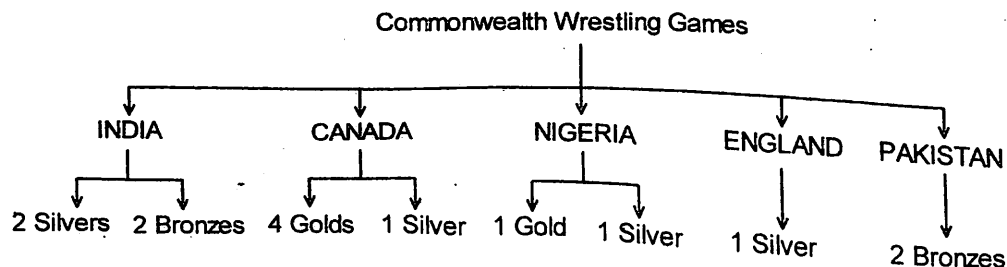 Commonwealth Wrestling Games
INDIA CANADA NIGERIA ENGLAND PAKISTAN
2 Silvers 2 Bronzes 4 Golds 1 Silver 1 Gold 1 Silver 1 Silver 2 Bronzes